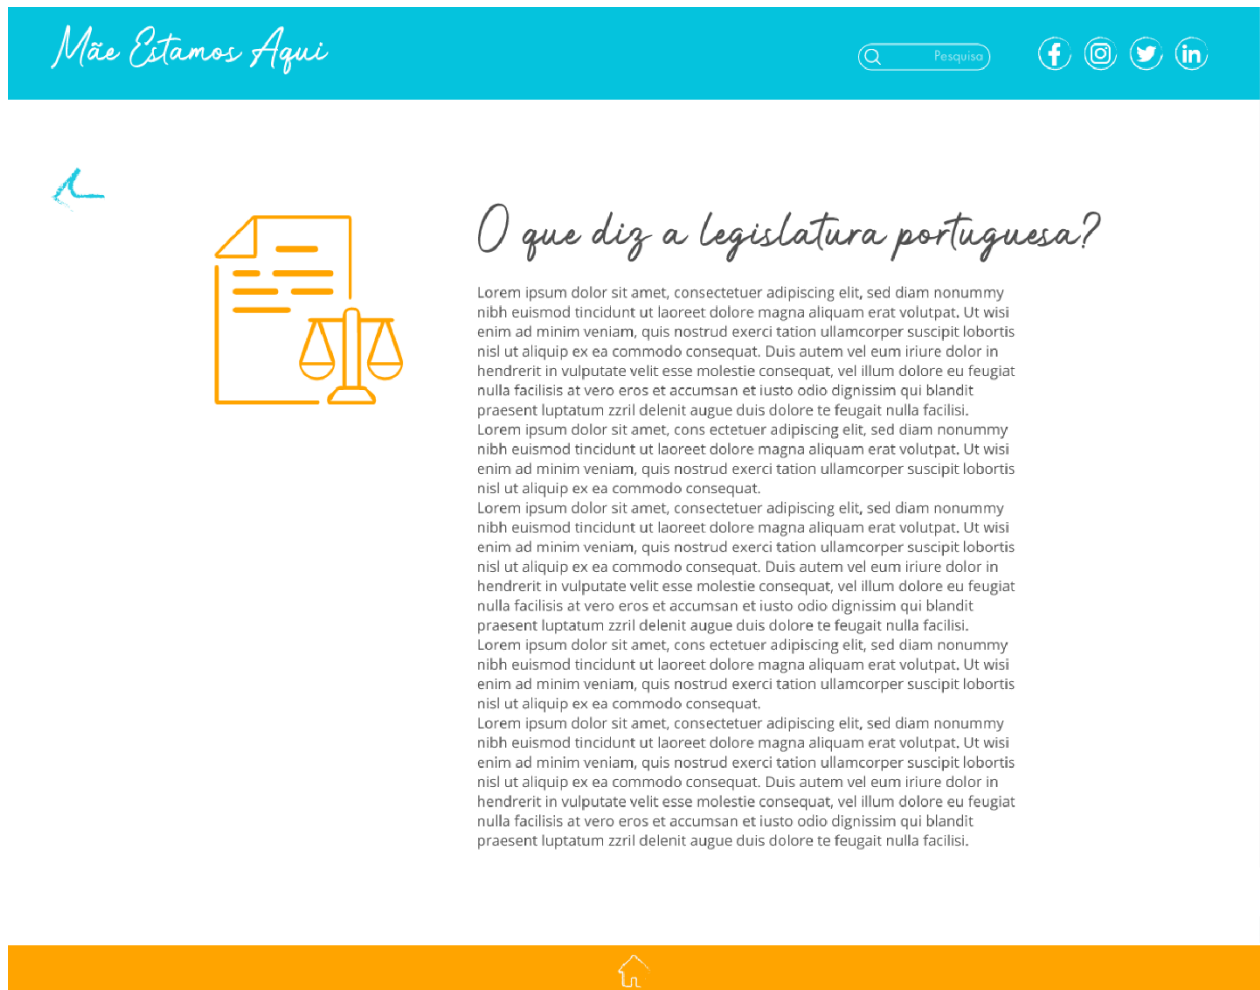 Mãe Estamos Aqui
Pesquisa
O que diz a legislatura portuguesa?
Lorem ipsum dolor sit amet, consectetuer adipiscing elit, sed diam nonummy
nibh euismod tincidunt ut laoreet dolore magna aliquam erat volutpat. Ut wisi
enim ad minim veniam, quis nostrud exerci tation ullamcorper suscipit lobortis
nisl ut aliquip ex ea commodo consequat. Duis autem vel eum iriure dolor in
hendrerit in vulputate velit esse molestie consequat, vel illum dolore eu feugiat
nulla facilisis at vero eros et accumsan et iusto odio dignissim qui blandit
praesent luptatum zzril delenit augue duis dolore te feugait nulla facilisi.
Lorem ipsum dolor sit amet, cons ectetuer adipiscing elit, sed diam nonummy
nibh euismod tincidunt ut laoreet dolore magna aliquam erat volutpat. Ut wisi
enim ad minim veniam, quis nostrud exerci tation ullamcorper suscipit lobortis
nisl ut aliquip ex ea commodo consequat.
Lorem ipsum dolor sit amet, consectetuer adipiscing elit, sed diam nonummy
nibh euismod tincidunt ut laoreet dolore magna aliquam erat volutpat. Ut wisi
enim ad minim veniam, quis nostrud exerci tation ullamcorper suscipit lobortis
nisl ut aliquip ex ea commodo consequat. Duis autem vel eum iriure dolor in
hendrerit in vulputate velit esse molestie consequat, vel illum dolore eu feugiat
nulla facilisis at vero eros et accumsan et iusto odio dignissim qui blandit
praesent luptatum zzril delenit augue duis dolore te feugait nulla facilisi.
Lorem ipsum dolor sit amet, cons ectetuer adipiscing elit, sed diam nonummy
nibh euismod tincidunt ut laoreet dolore magna aliquam erat volutpat. Ut wisi
enim ad minim veniam, quis nostrud exerci tation ullamcorper suscipit lobortis
nisl ut aliquip ex ea commodo consequat.
Lorem ipsum dolor sit amet, consectetuer adipiscing elit, sed diam nonummy
nibh euismod tincidunt ut laoreet dolore magna aliquam erat volutpat. Ut wisi
enim ad minim veniam, quis nostrud exerci tation ullamcorper suscipit lobortis
nisl ut aliquip ex ea commodo consequat. Duis autem vel eum iriure dolor in
hendrerit in vulputate velit esse molestie consequat, vel illum dolore eu feugiat
nulla facilisis at vero eros et accumsan et iusto odio dignissim qui blandit
praesent luptatum zzril delenit augue duis dolore te feugait nulla facilisi.